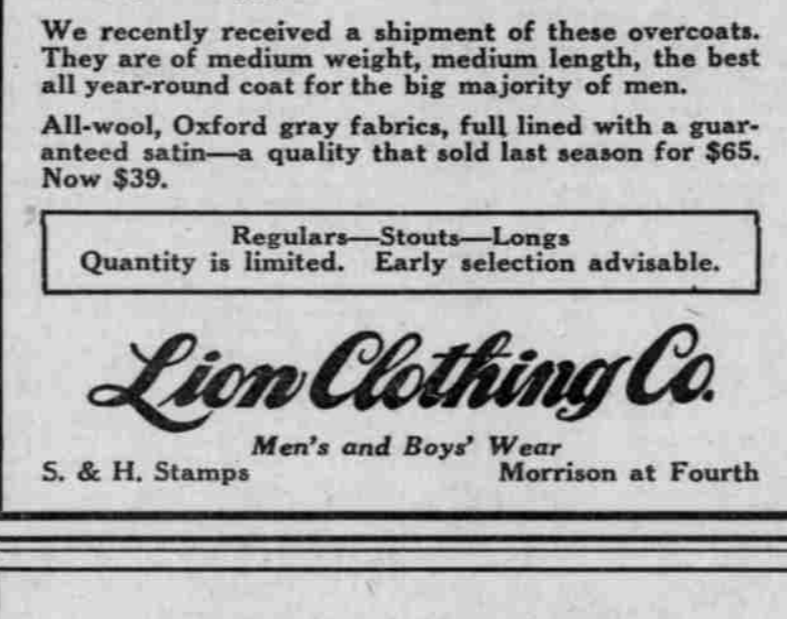 We recently received a shipment of these overcoats.
They are of medium weight, medium length, the best
all year-round coat for the big majority of men.
All-wool, Oxford gray fabrics, full lined with a guar-
anteed satin—a quality that sold last season for $65.
Now $39.
Regulars—Stouts—Longs
Quantity is limited. Early selection advisable.
Lion Clothing Co.
Men's and Boys' Wear
S. & H. Stamps Morrison at Fourth